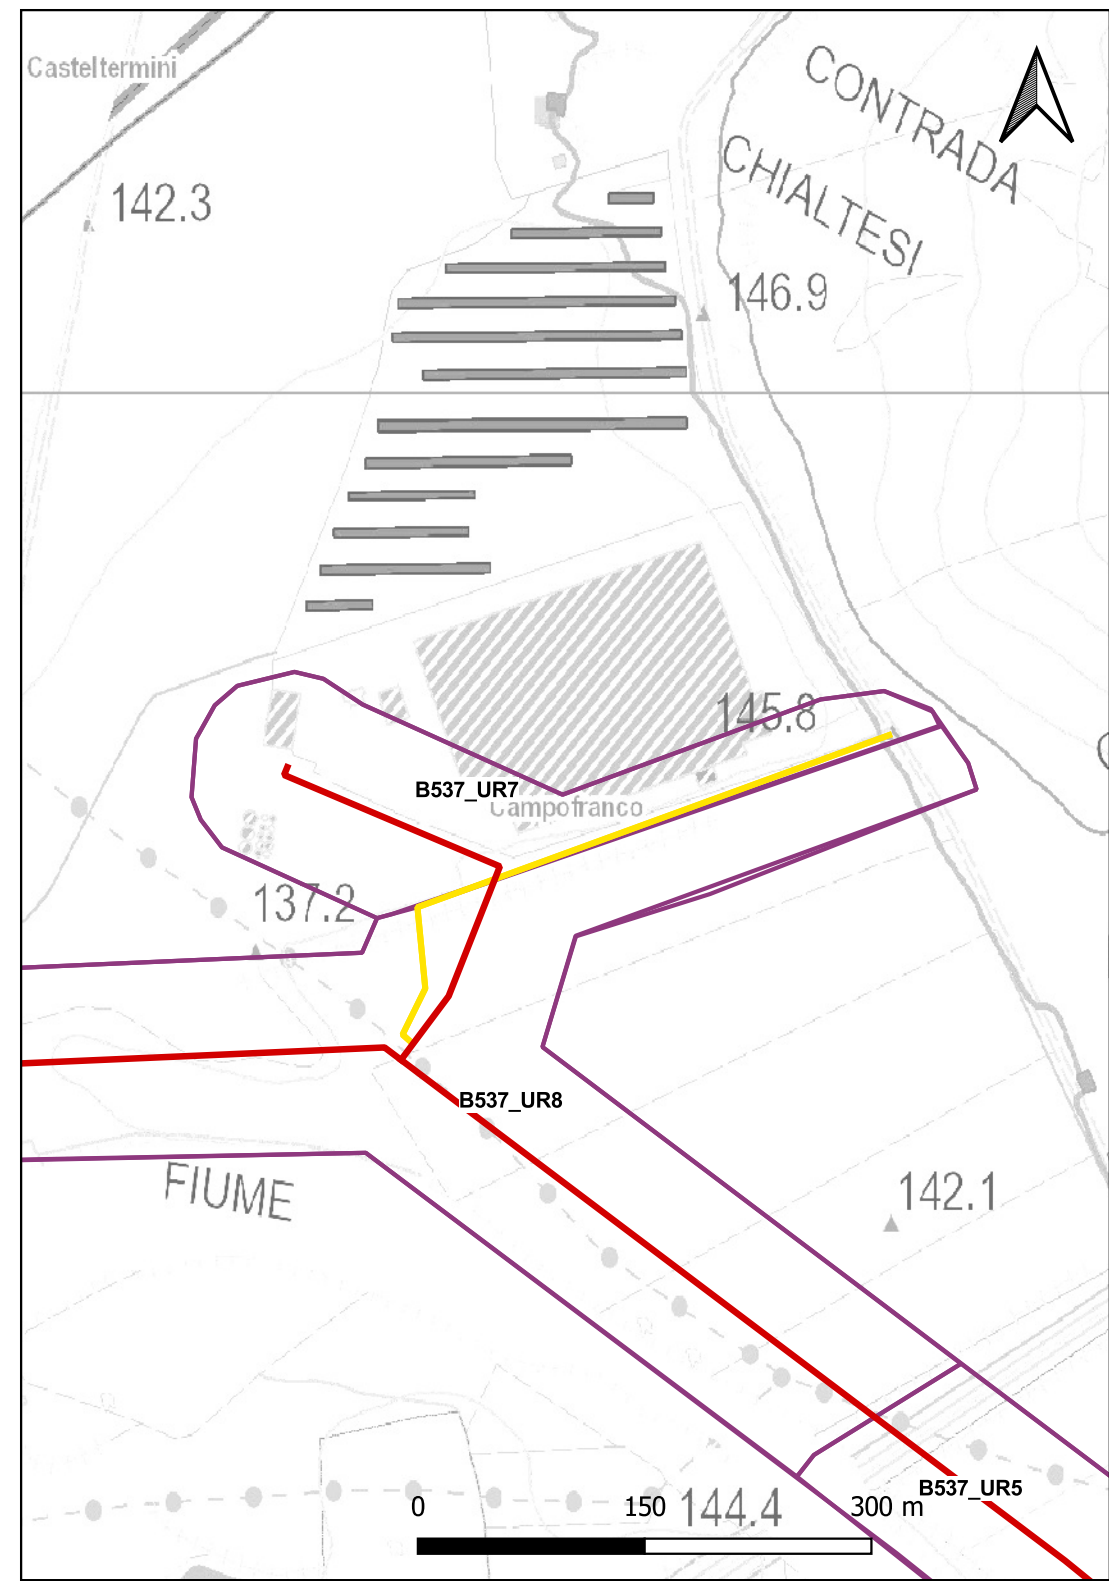 Casteltermini
CONTRADA
CHIALTESI
142.3
146.9
145.8
B537_UR7
Campofranco
137.2
B537_UR8
FIUME
142.1
B537_UR5
0 150 300 m
144.4